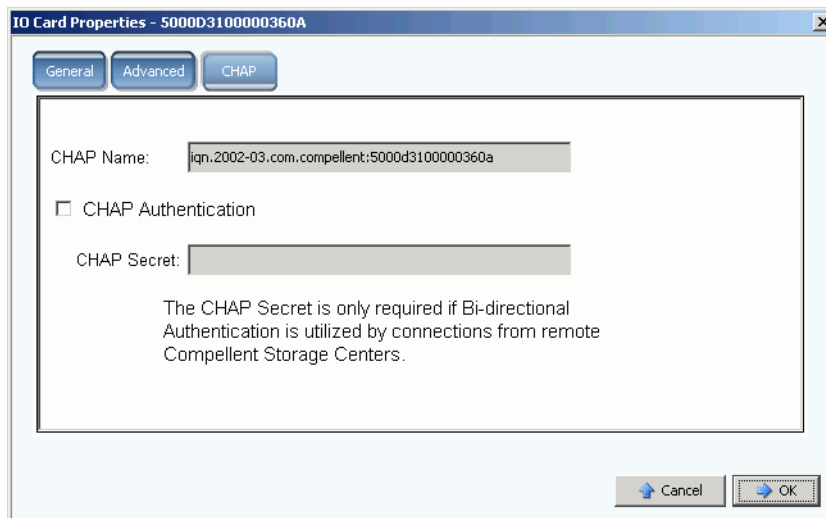 IO Card Properties - 5000D3100000360A
General
Advanced
CHAP
CHAP Name:
iqn.2002-03.com.compellent:5000d3100000360a
CHAP Authentication
CHAP Secret:
The CHAP Secret is only required if Bi-directional
Authentication is utilized by connections from remote
Compellent Storage Centers.
Cancel
OK